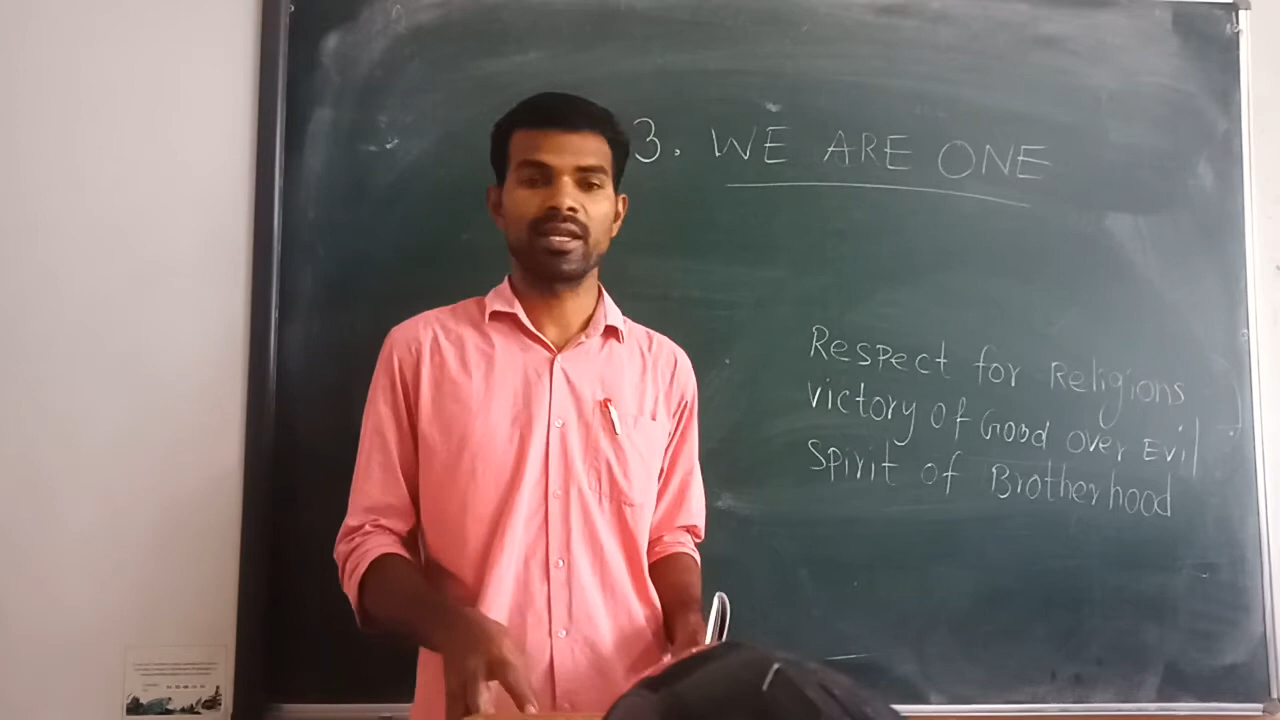 3. WE ARE ONE
Respect for Religions
Victory of Good over Evil
Spirit of Brotherhood